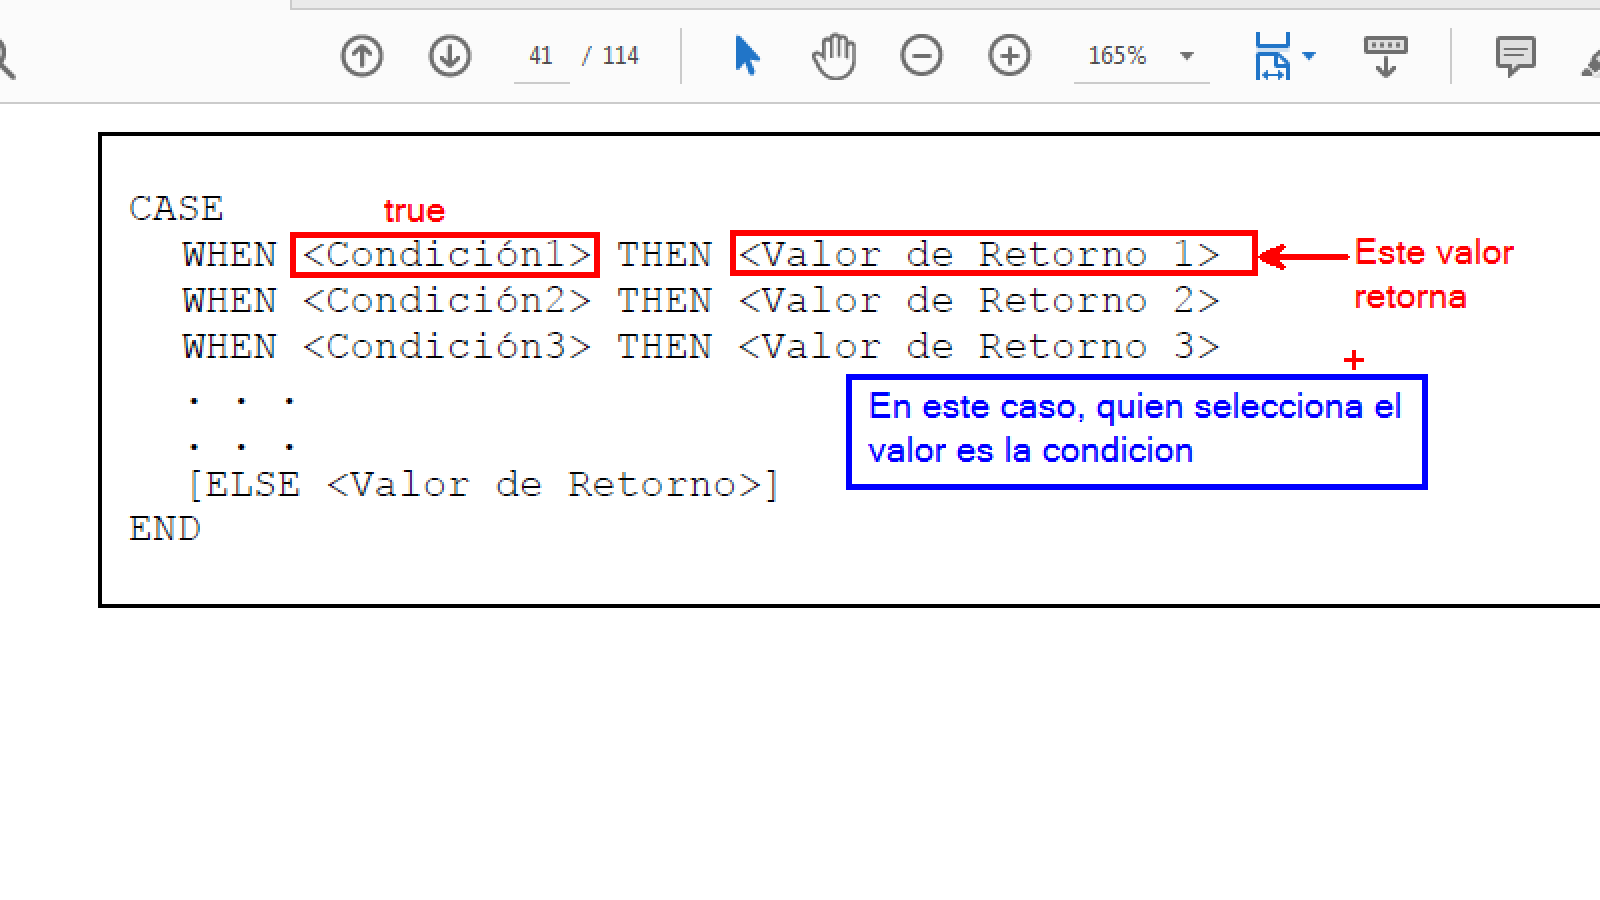 41 / 114
165%
CASE
true
WHEN <Condición1> THEN <Valor de Retorno 1>
Este valor
retorna
WHEN <Condición2> THEN <Valor de Retorno 2>
WHEN <Condición3> THEN <Valor de Retorno 3>
. . .
. . .
En este caso, quien selecciona el
valor es la condicion
[ELSE <Valor de Retorno>]
END